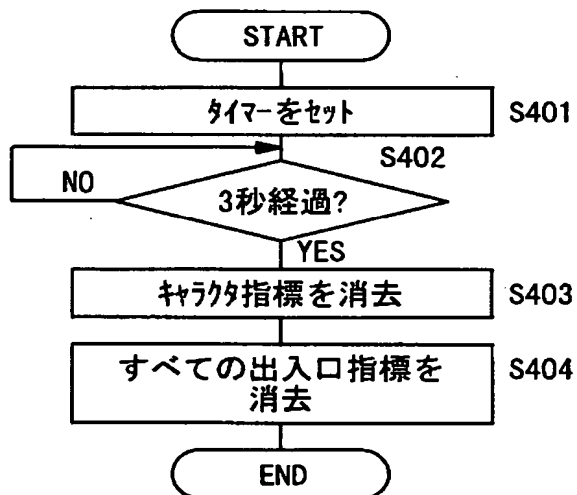 START
ﾀｲﾏｰをｾｯﾄ
S401
S402
NO
3秒経過?
YES
ｷｬﾗｸﾀ指標を消去
S403
すべての出入口指標を
消去
S404
END